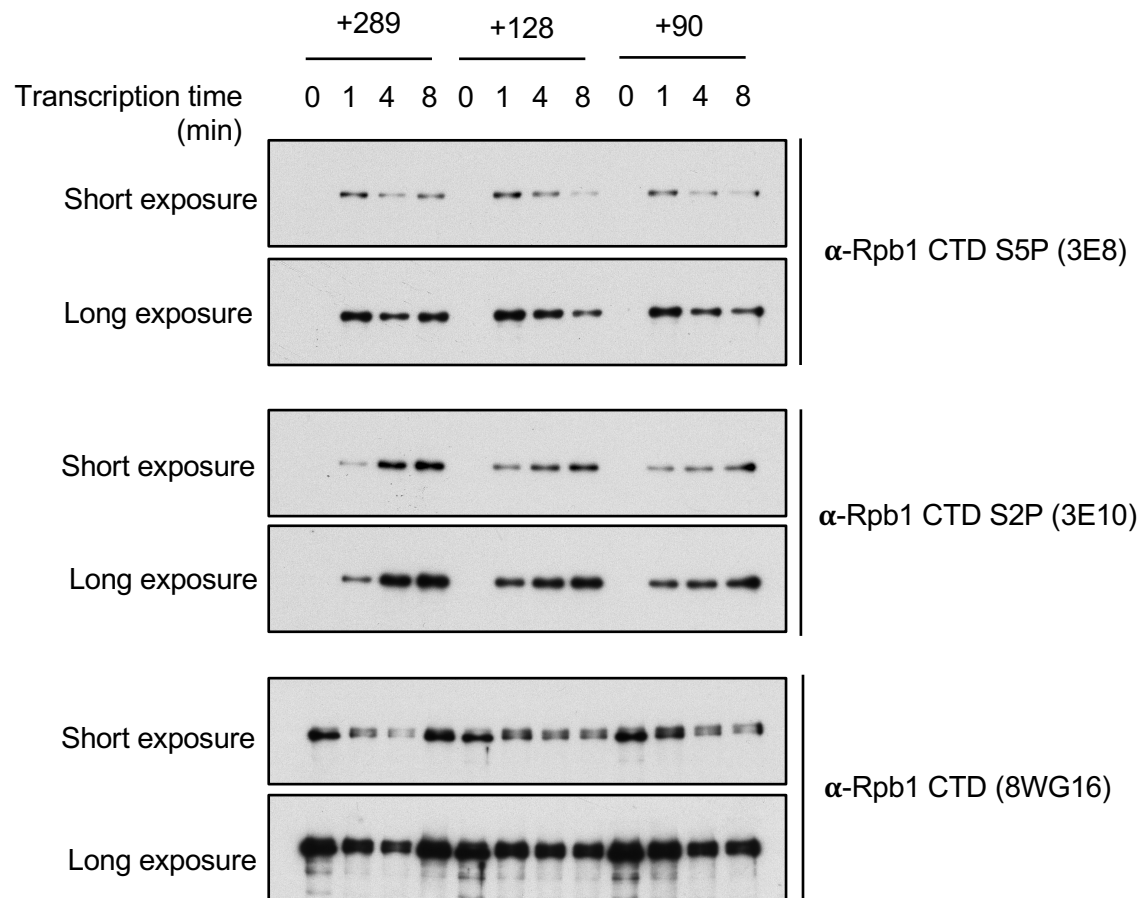 +289 +128 +90
Transcription time 0 1 4 8 0 1 4 8 0 1 4 8
(min)
Short exposure
α-Rpb1 CTD S5P (3E8)
Long exposure
Short exposure
α-Rpb1 CTD S2P (3E10)
Long exposure
Short exposure
α-Rpb1 CTD (8WG16)
Long exposure